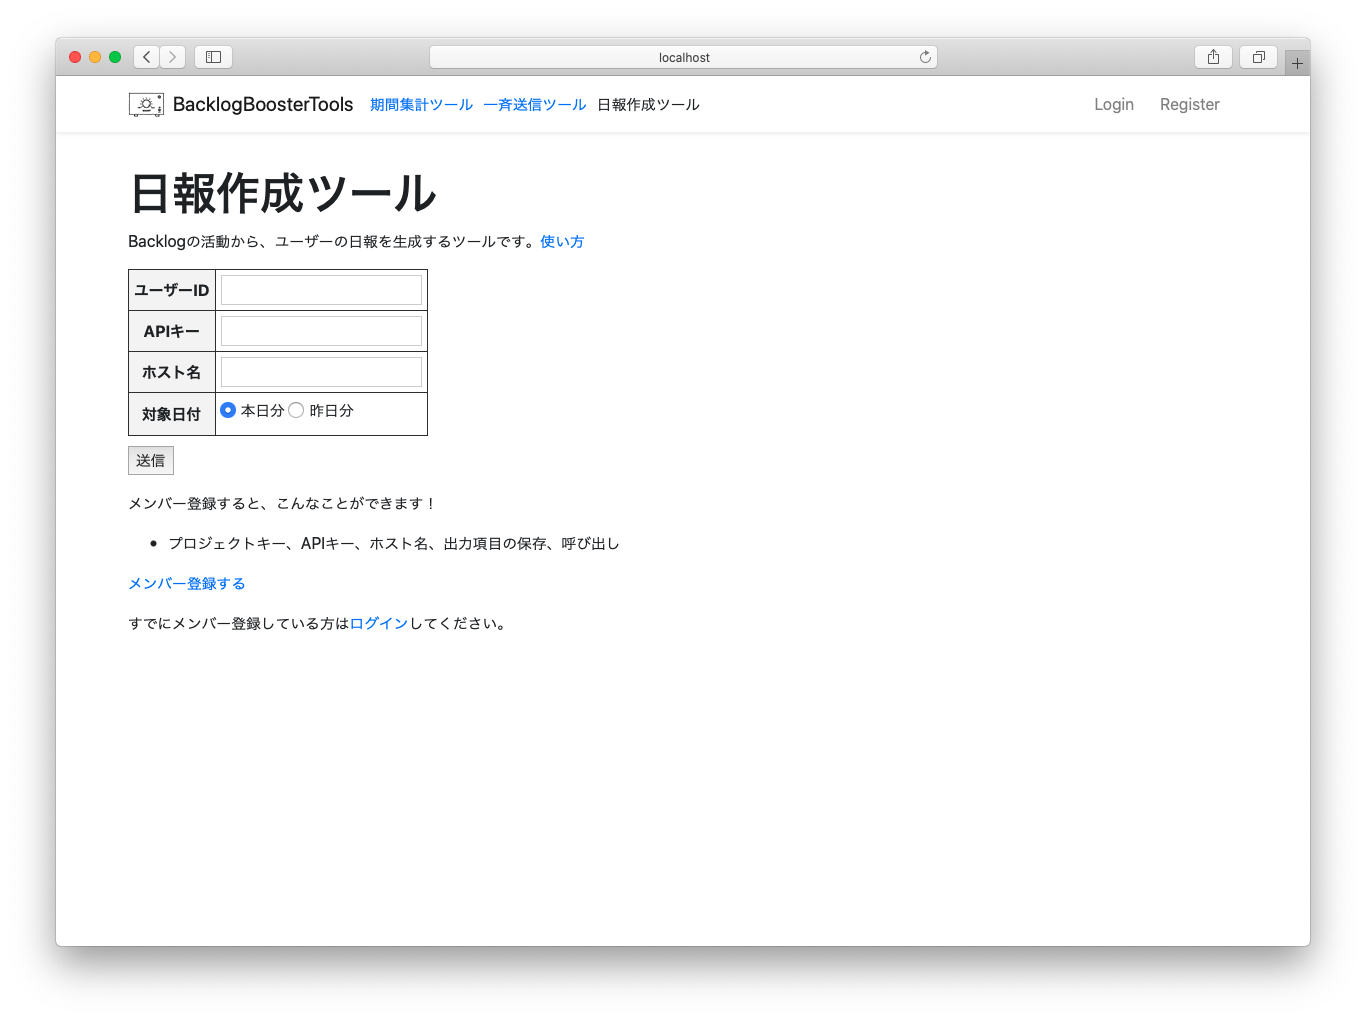 localhost
BacklogBoosterTools 期間集計ツール 一斉送信ツール 日報作成ツール Login Register
日報作成ツール
Backlogの活動から、ユーザーの日報を生成するツールです。使い方
ユーザーID
APIキー
ホスト名
対象日付 本日分 昨日分
送信
メンバー登録すると、こんなことができます！
• プロジェクトキー、APIキー、ホスト名、出力項目の保存、呼び出し
メンバー登録する
すでにメンバー登録している方はログインしてください。